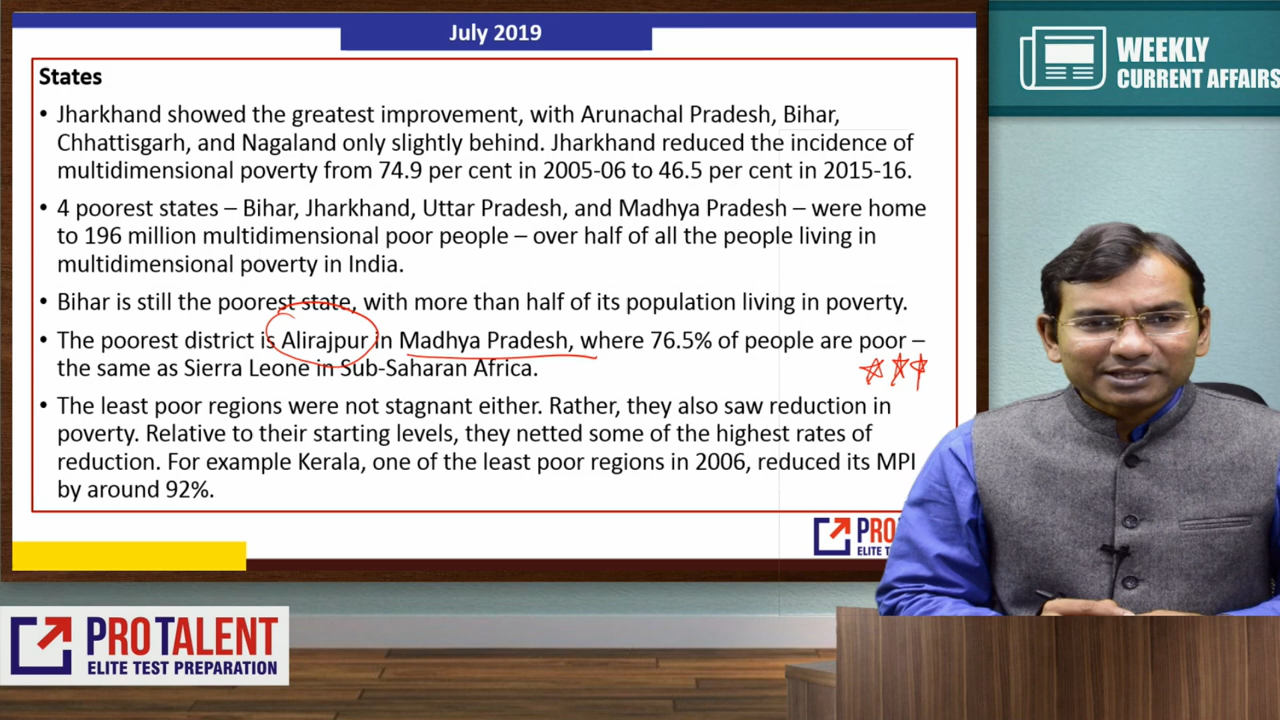 July 2019
WEEKLY
CURRENT AFFAIRS
States
• Jharkhand showed the greatest improvement, with Arunachal Pradesh, Bihar,
Chhattisgarh, and Nagaland only slightly behind. Jharkhand reduced the incidence of
multidimensional poverty from 74.9 per cent in 2005-06 to 46.5 per cent in 2015-16.
• 4 poorest states – Bihar, Jharkhand, Uttar Pradesh, and Madhya Pradesh – were home
to 196 million multidimensional poor people – over half of all the people living in
multidimensional poverty in India.
• Bihar is still the poorest state, with more than half of its population living in poverty.
• The poorest district is Alirajpur in Madhya Pradesh, where 76.5% of people are poor –
the same as Sierra Leone in Sub-Saharan Africa.
• The least poor regions were not stagnant either. Rather, they also saw reduction in
poverty. Relative to their starting levels, they netted some of the highest rates of
reduction. For example Kerala, one of the least poor regions in 2006, reduced its MPI
by around 92%.
PRO
ELITE T
PROTALENT
ELITE TEST PREPARATION